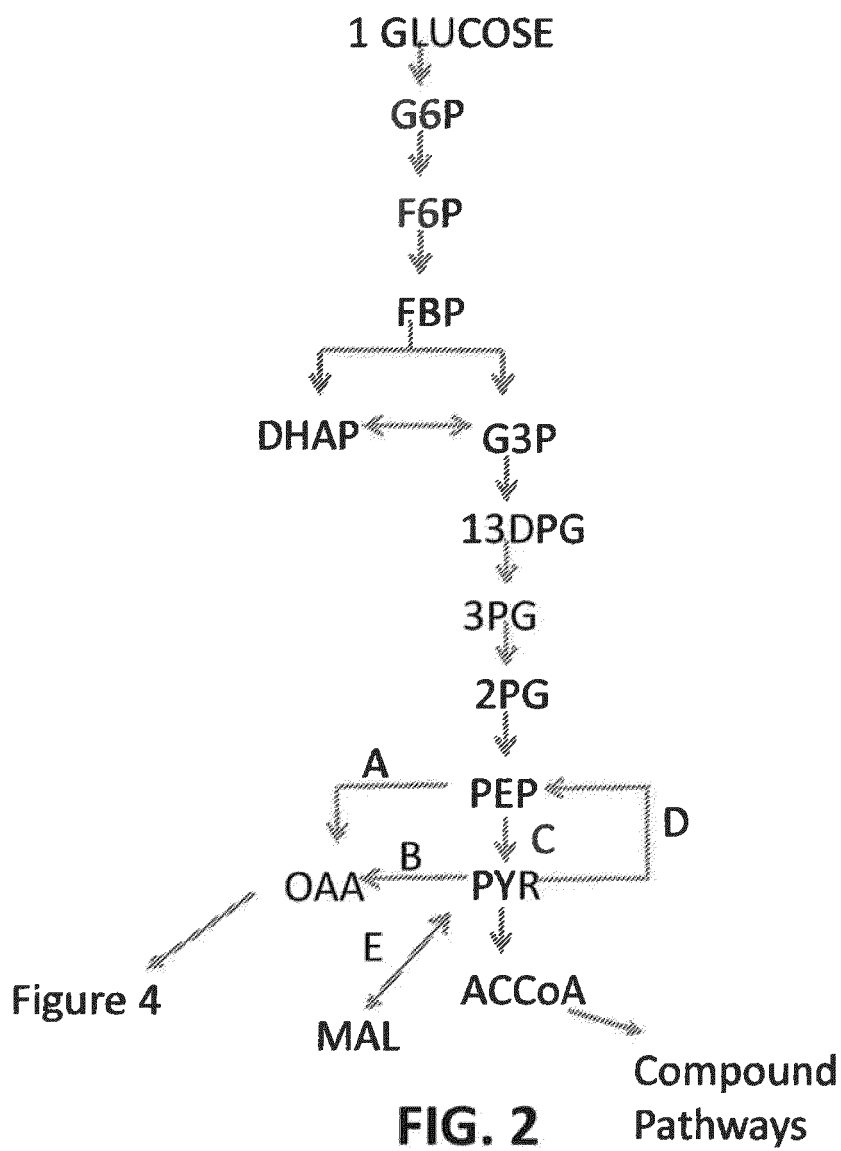 1 GLUCOSE
G6P
F6P
FBP
DHAP
G3P
13DPG
3PG
2PG
A
PEP
D
C
B
OAA
PYR
E
Figure 4
ACCoA
MAL
Compound
Pathways
FIG. 2